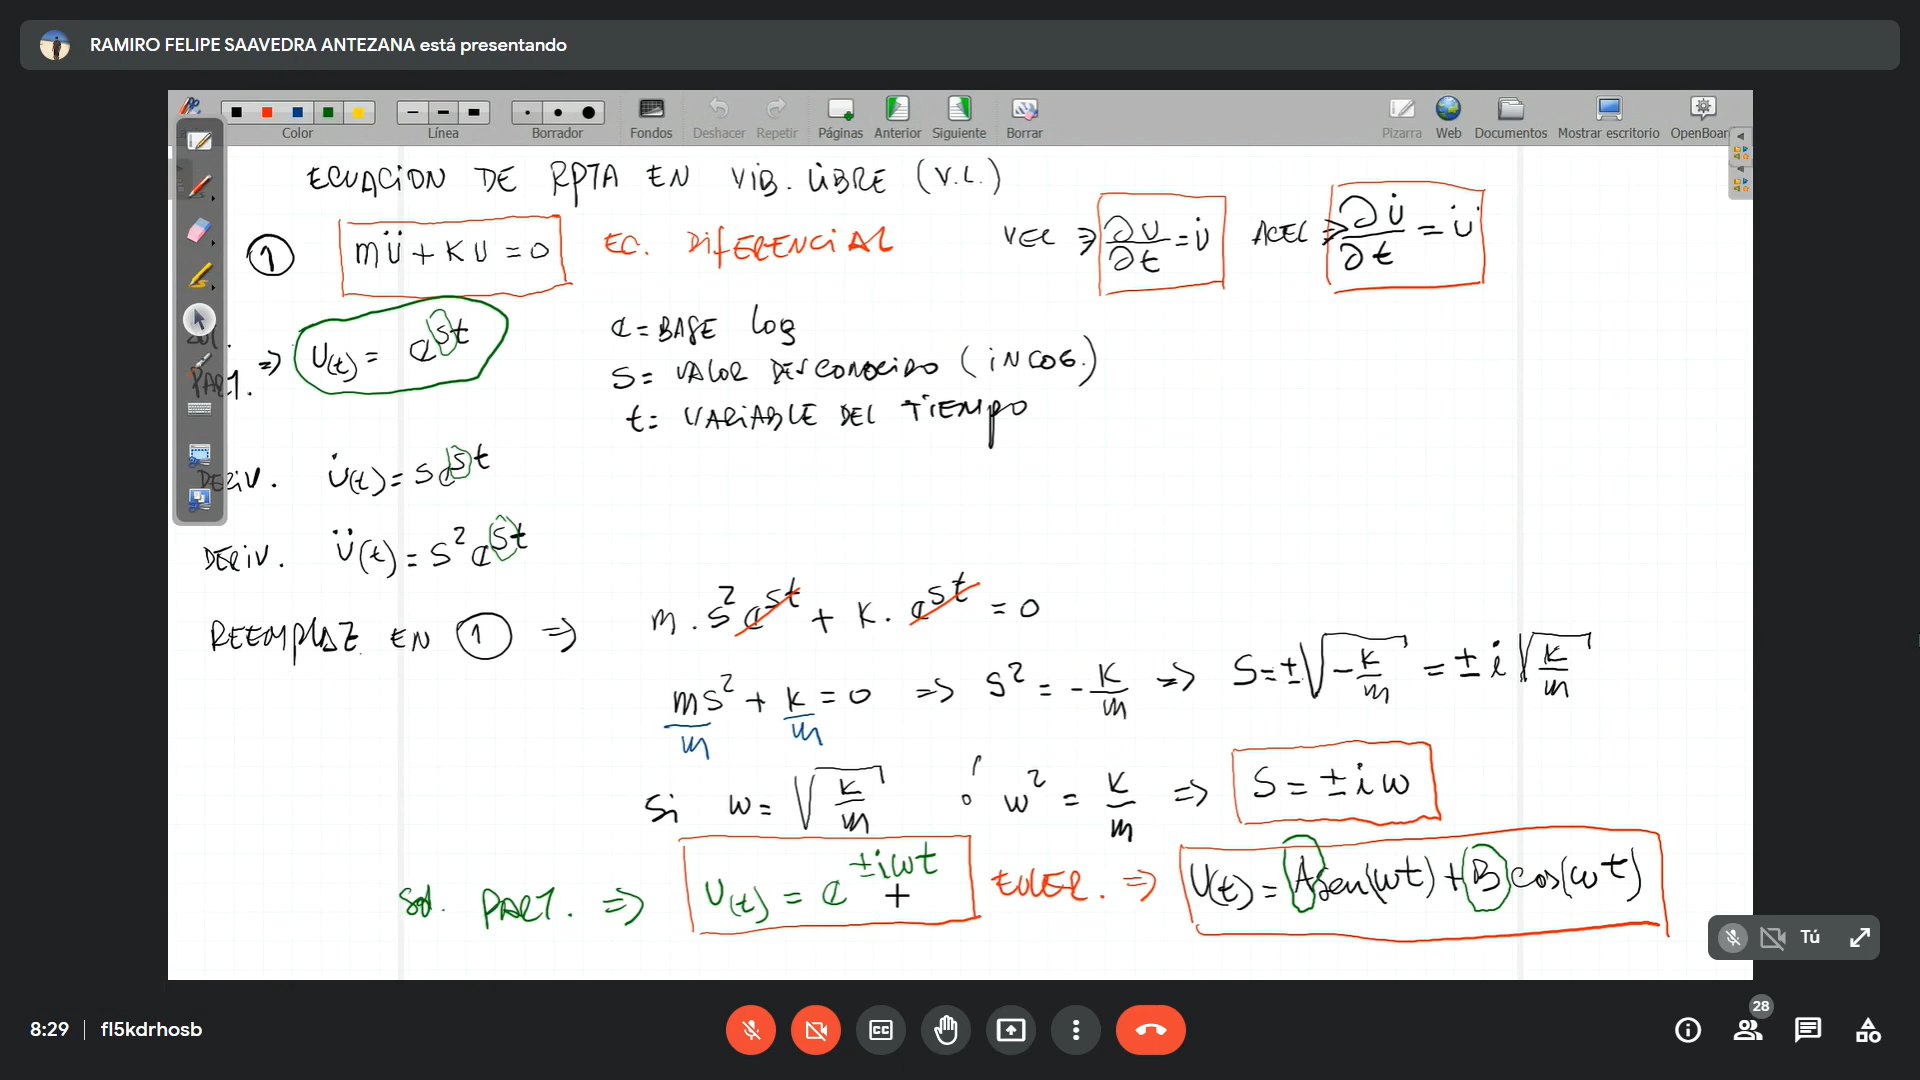 RAMIRO FELIPE SAAVEDRA ANTEZANA está presentando
Color Línea Borrador Fondos Deshacer Repetir Páginas Anterior Siguiente Borrar Pizarra Web Documentos Mostrar escritorio OpenBoar
ECUACION DE RPTA EN VIB. LIBRE (V.L.)
① mü + KU = 0 EC. DIFERENCIAL VEL ⇒ ∂U/∂t = U̇ ACEL ⇒ ∂U̇/∂t = Ü
PART. ⇒ U(t) = e^St
e = BASE LOG
S = VALOR DESCONOCIDO (INCOG.)
t = VARIABLE DEL TIEMPO
DERIV. U̇(t) = S e^St
DERIV. Ü(t) = S² e^St
REEMPLAZ. EN ① ⇒ m . S² e^St + K . e^St = 0
mS²/m + k/m = 0 ⇒ S² = -K/m ⇒ S = ±√(-K/m) = ± i √(K/m)
Si w = √(K/m) ó w² = K/m ⇒ S = ± i w
Sol. PART. ⇒ U(t) = e^±iwt EULER. ⇒ U(t) = A sen(wt) + B cos(wt)
Tú
8:29 fl5kdrhosb
28